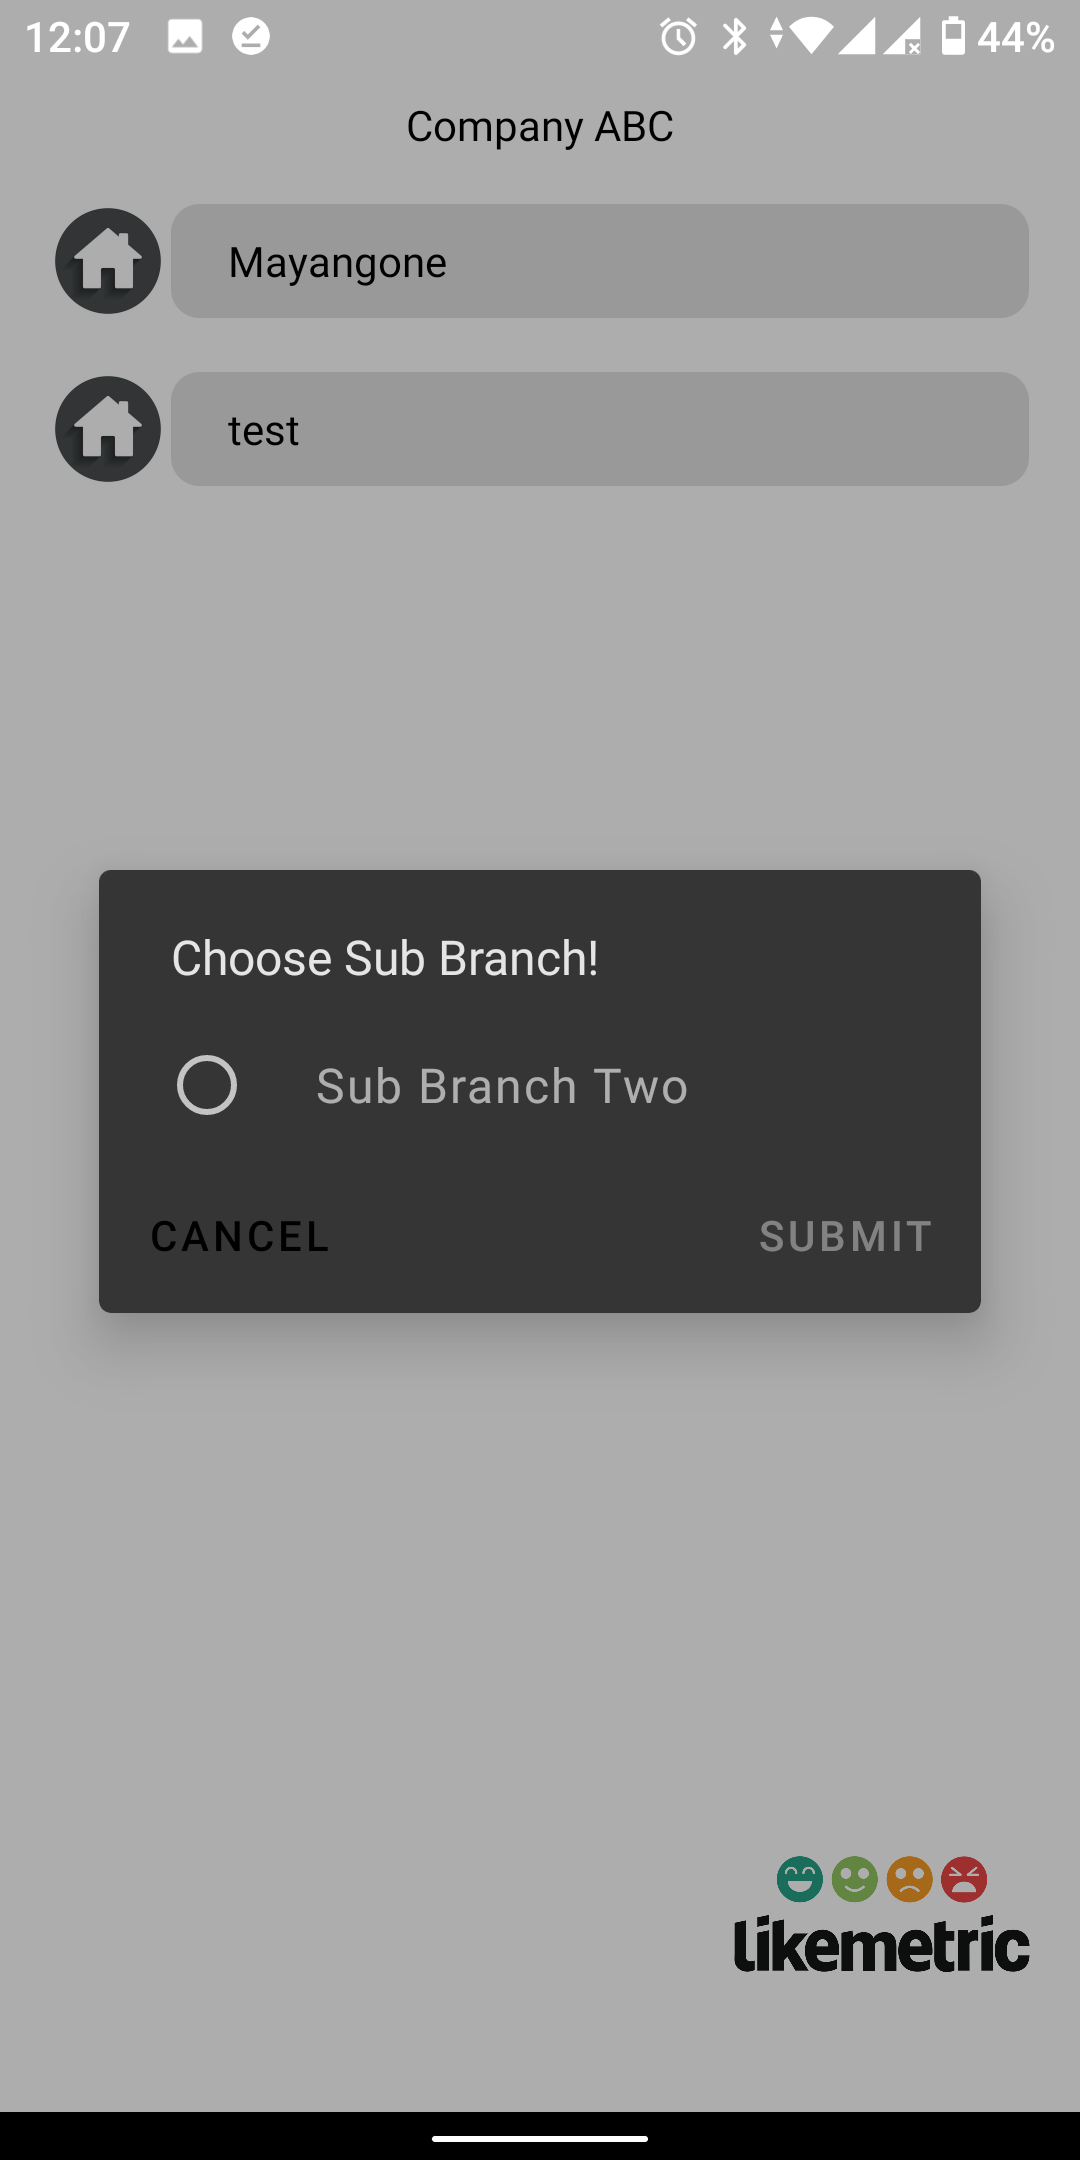 12:07 44%
Company ABC
Mayangone
test
Choose Sub Branch!
Sub Branch Two
CANCEL SUBMIT
likemetric